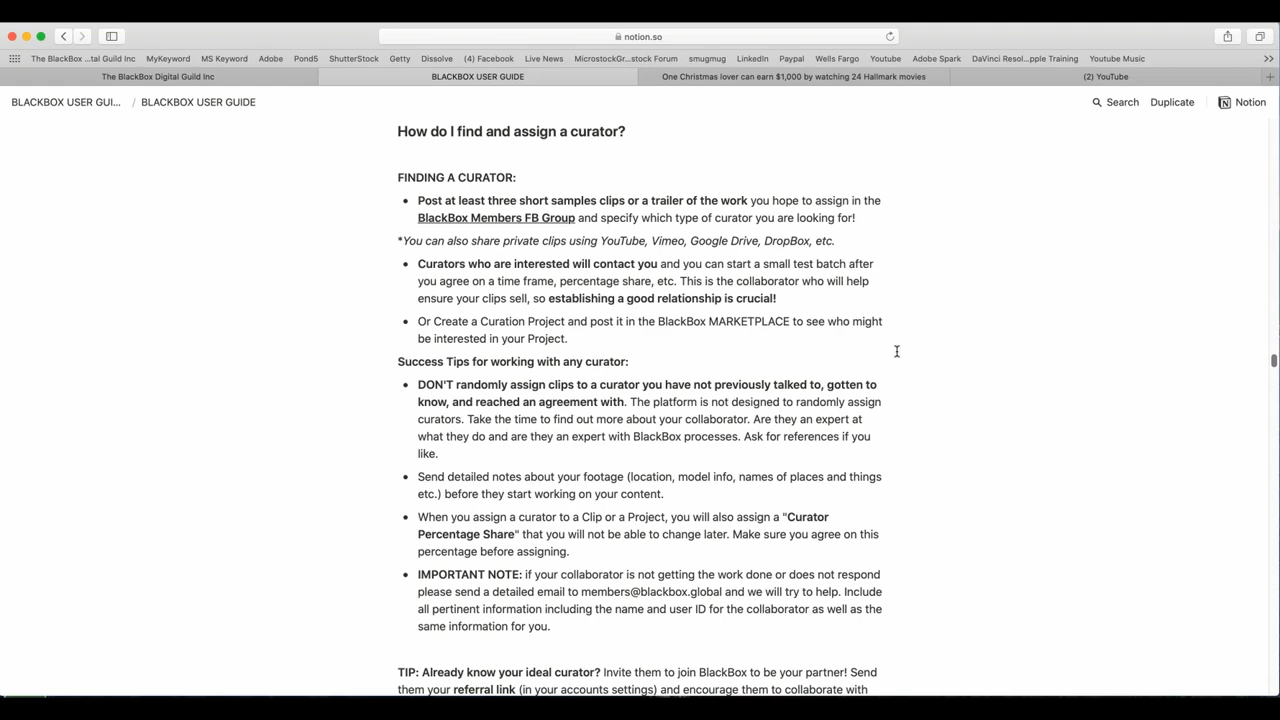 notion.so
The BlackBox ...tal Guild Inc MyKeyword MS Keyword Adobe Pond5 ShutterStock Getty Dissolve (4) Facebook Live News MicrostockGr...stock Forum smugmug LinkedIn Paypal Wells Fargo Youtube Adobe Spark DaVinci Resol...pple Training Youtube Music
The BlackBox Digital Guild Inc BLACKBOX USER GUIDE One Christmas lover can earn $1,000 by watching 24 Hallmark movies (2) YouTube
BLACKBOX USER GUI... / BLACKBOX USER GUIDE Search Duplicate Notion
How do I find and assign a curator?
FINDING A CURATOR:
• Post at least three short samples clips or a trailer of the work you hope to assign in the
BlackBox Members FB Group and specify which type of curator you are looking for!
*You can also share private clips using YouTube, Vimeo, Google Drive, DropBox, etc.
• Curators who are interested will contact you and you can start a small test batch after
you agree on a time frame, percentage share, etc. This is the collaborator who will help
ensure your clips sell, so establishing a good relationship is crucial!
• Or Create a Curation Project and post it in the BlackBox MARKETPLACE to see who might
be interested in your Project.
Success Tips for working with any curator:
• DON'T randomly assign clips to a curator you have not previously talked to, gotten to
know, and reached an agreement with. The platform is not designed to randomly assign
curators. Take the time to find out more about your collaborator. Are they an expert at
what they do and are they an expert with BlackBox processes. Ask for references if you
like.
• Send detailed notes about your footage (location, model info, names of places and things
etc.) before they start working on your content.
• When you assign a curator to a Clip or a Project, you will also assign a "Curator
Percentage Share" that you will not be able to change later. Make sure you agree on this
percentage before assigning.
• IMPORTANT NOTE: if your collaborator is not getting the work done or does not respond
please send a detailed email to members@blackbox.global and we will try to help. Include
all pertinent information including the name and user ID for the collaborator as well as the
same information for you.
TIP: Already know your ideal curator? Invite them to join BlackBox to be your partner! Send
them your referral link (in your accounts settings) and encourage them to collaborate with